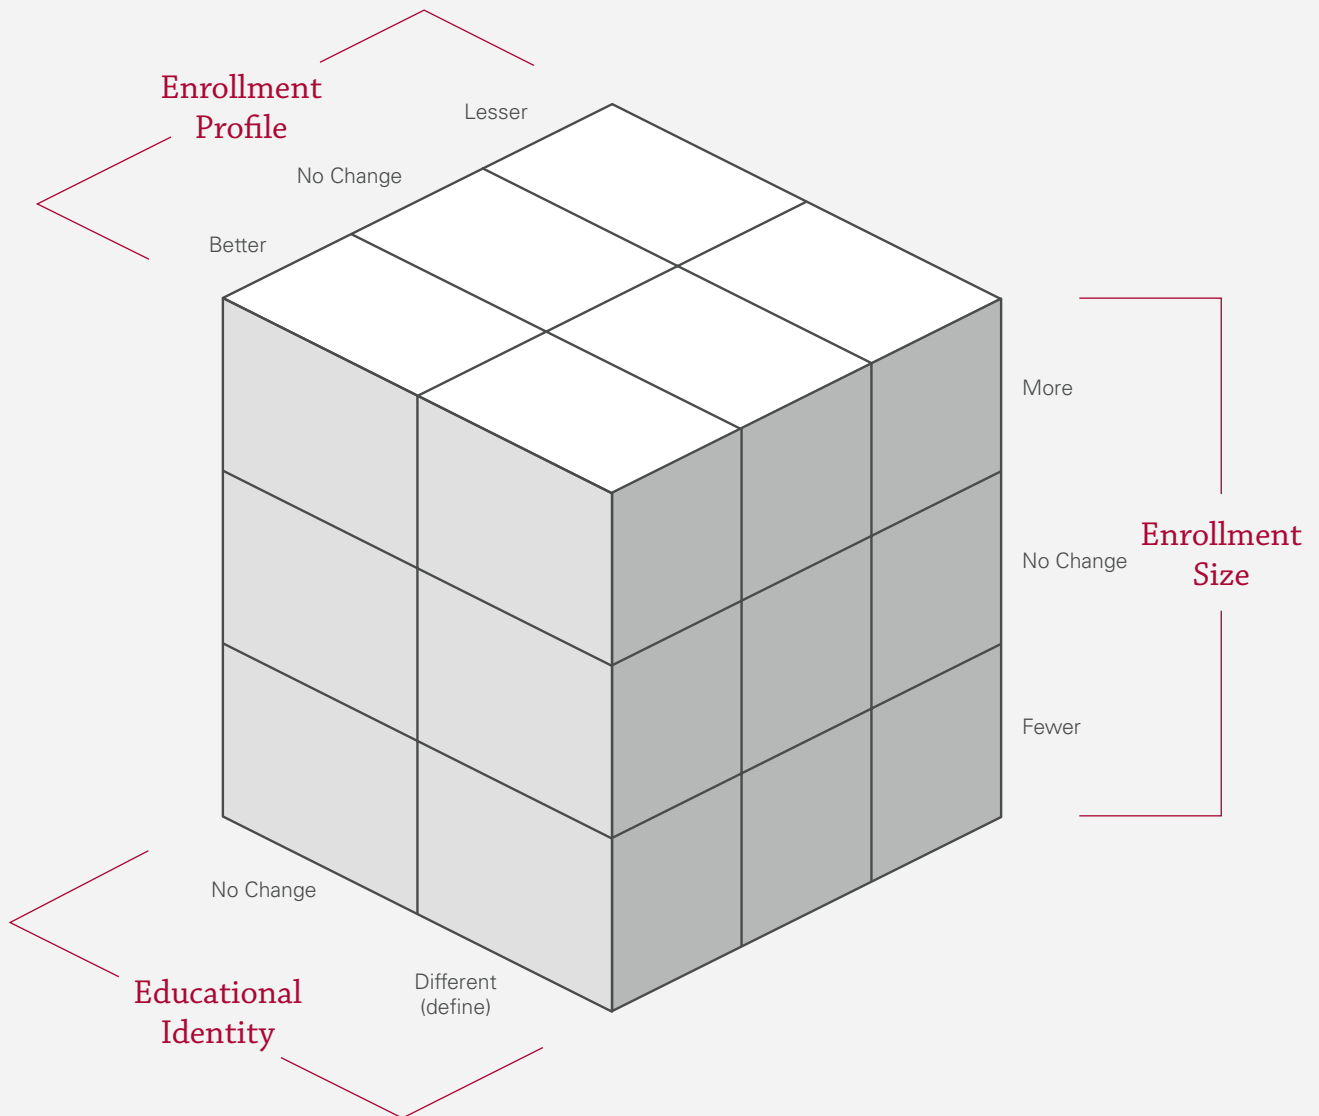 Enrollment
Profile
Lesser
No Change
Better
More
No Change
Fewer
Enrollment
Size
No Change
Different
(define)
Educational
Identity